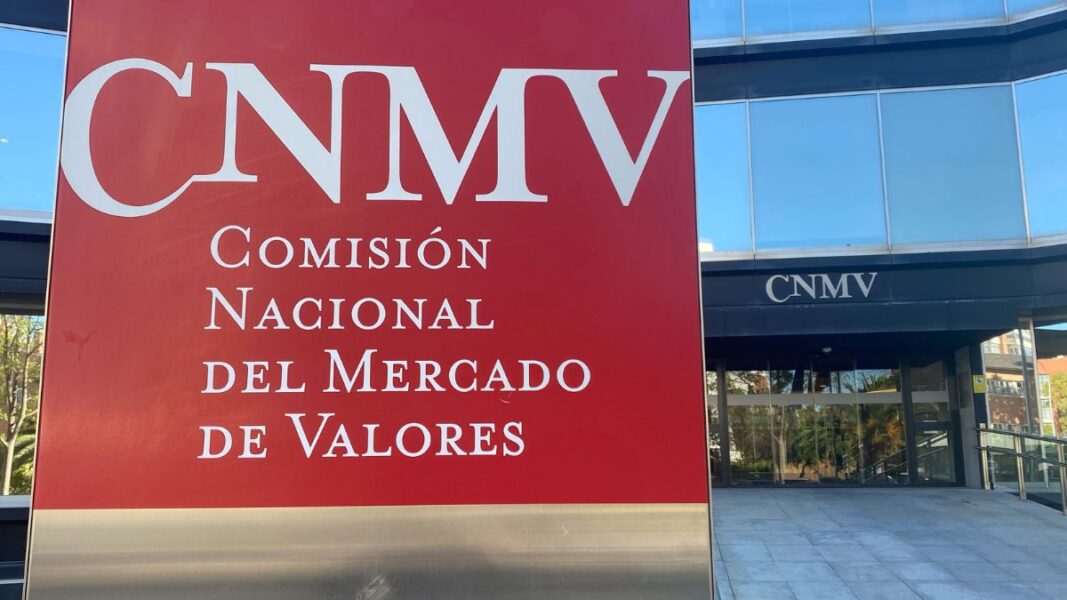 CNMV
COMISIÓN
NACIONAL
DEL MERCADO
DE VALORES
CNMV